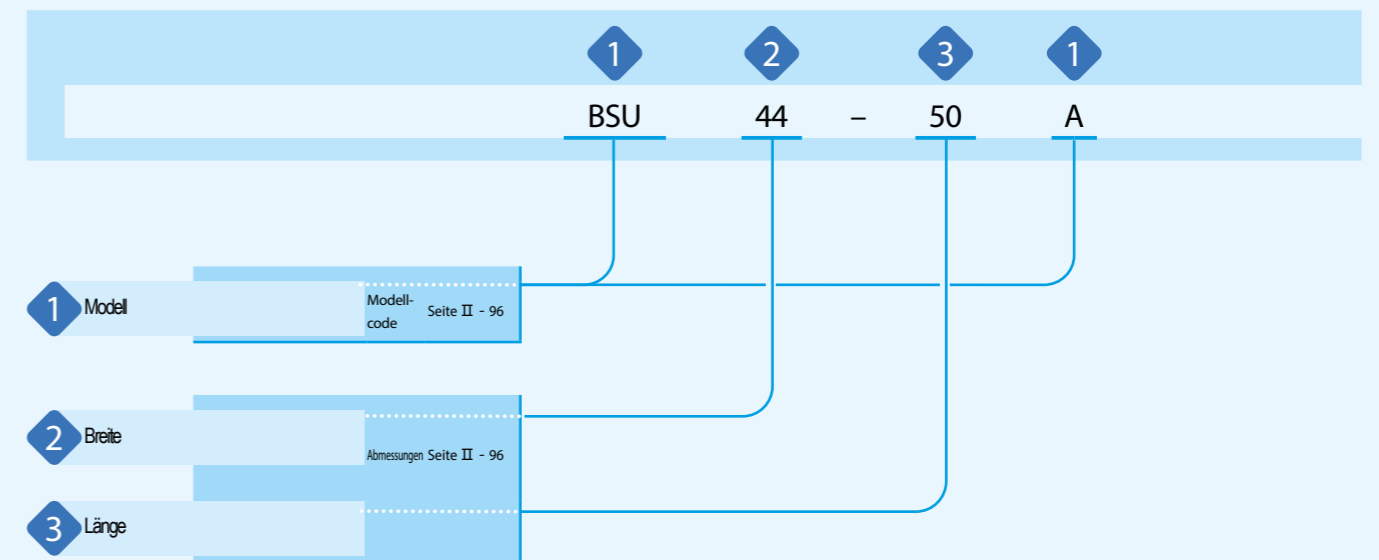 1 2 3 1
BSU 44 – 50 A
1 Modell
Modell-
code
Seite II - 96
2 Breite
Abmessungen Seite II - 96
3 Länge